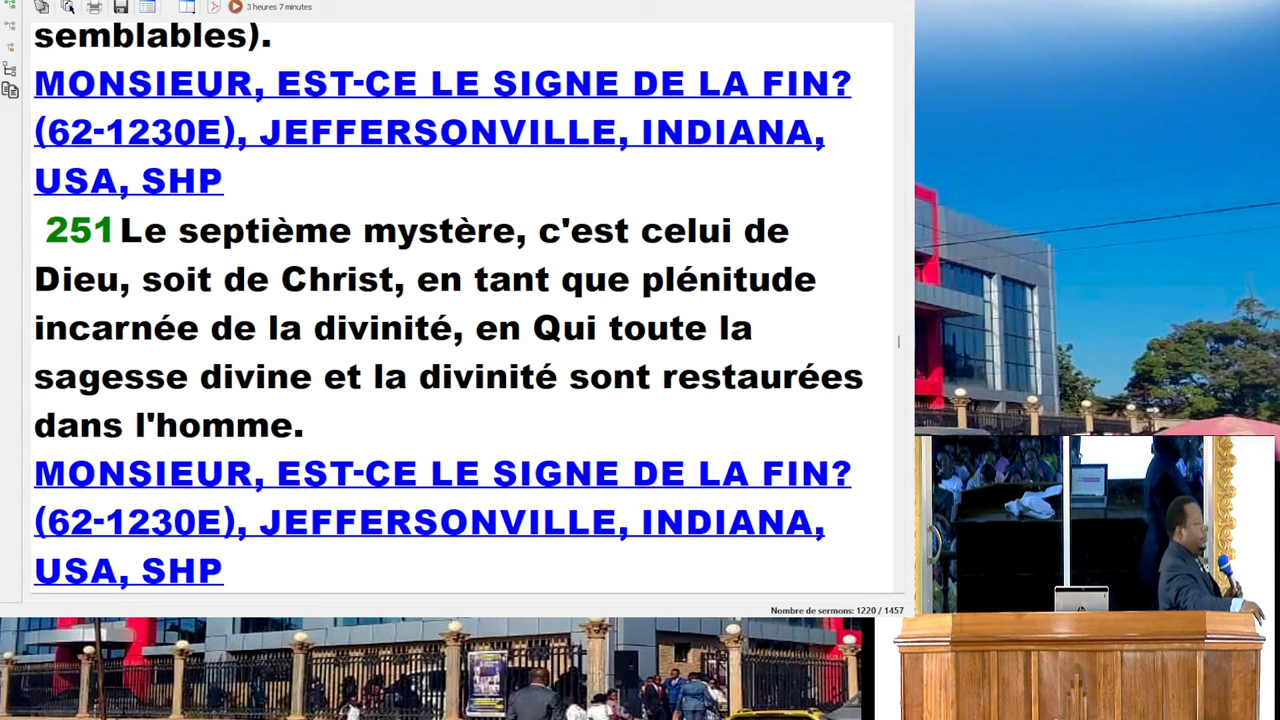 3 heures 7 minutes
semblables).
MONSIEUR, EST-CE LE SIGNE DE LA FIN?
(62-1230E), JEFFERSONVILLE, INDIANA,
USA, SHP
251 Le septième mystère, c'est celui de
Dieu, soit de Christ, en tant que plénitude
incarnée de la divinité, en Qui toute la
sagesse divine et la divinité sont restaurées
dans l'homme.
MONSIEUR, EST-CE LE SIGNE DE LA FIN?
(62-1230E), JEFFERSONVILLE, INDIANA,
USA, SHP
Nombre de sermons: 1220 / 1457